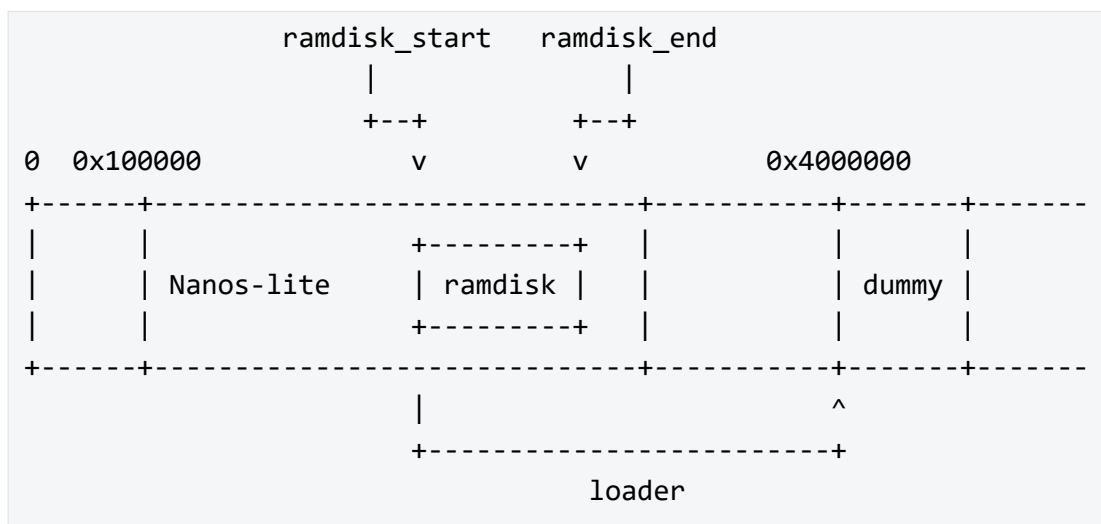 ramdisk_start   ramdisk_end
                     |               |
                     +--+         +--+
0  0x100000             v         v           0x4000000
+------+------------------------------+-----------+-------+-------
|      |                +---------+   |           |       |
|      | Nanos-lite     | ramdisk |   |           | dummy |
|      |                +---------+   |           |       |
+------+------------------------------+-----------+-------+-------
                        |                         ^
                        +-------------------------+
                                   loader